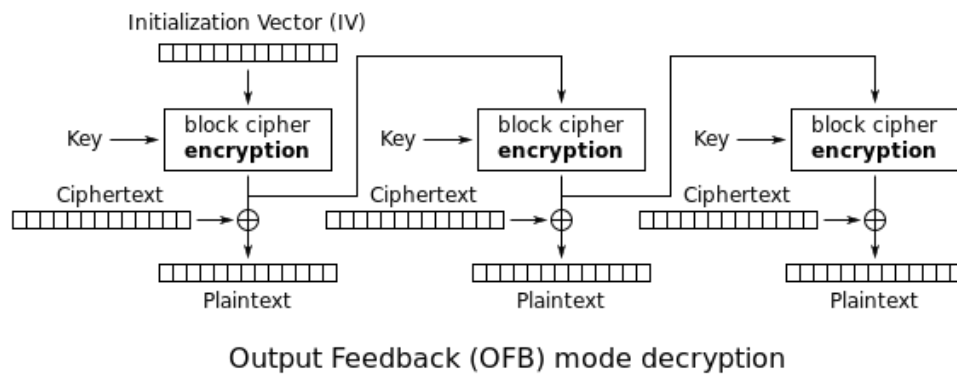 Initialization Vector (IV)
Key
block cipher
encryption
Key
block cipher
encryption
Key
block cipher
encryption
Ciphertext
Ciphertext
Ciphertext
Plaintext
Plaintext
Plaintext
Output Feedback (OFB) mode decryption